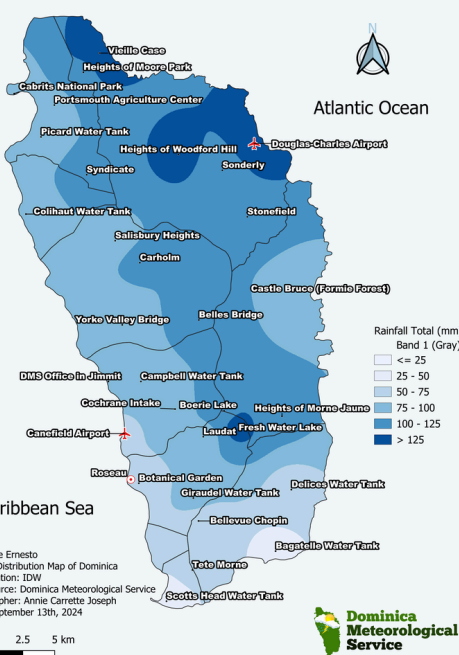 N
Vieille Case
Heights of Moore Park
Cabrits National Park
Portsmouth Agriculture Center
Atlantic Ocean
Picard Water Tank
Heights of Woodford Hill
Douglas-Charles Airport
Syndicate
Sonderly
Colihaut Water Tank
Stonefield
Salisbury Heights
Carholm
Castle Bruce (Formie Forest)
Yorke Valley Bridge
Belles Bridge
Rainfall Total (mm
Band 1 (Gray)
<= 25
25 - 50
50 - 75
75 - 100
100 - 125
> 125
DMS Office in Jimmit
Campbell Water Tank
Cochrane Intake
Boerie Lake
Heights of Morne Jaune
Canefield Airport
Laudat
Fresh Water Lake
Roseau
Botanical Garden
Delices Water Tank
Giraudel Water Tank
ribbean Sea
Bellevue Chopin
Bagatelle Water Tank
Tete Morne
Scotts Head Water Tank
e Ernesto
Distribution Map of Dominica
tion: IDW
rce: Dominica Meteorological Service
pher: Annie Carrette Joseph
ptember 13th, 2024
2.5 5 km
Dominica
Meteorological
Service